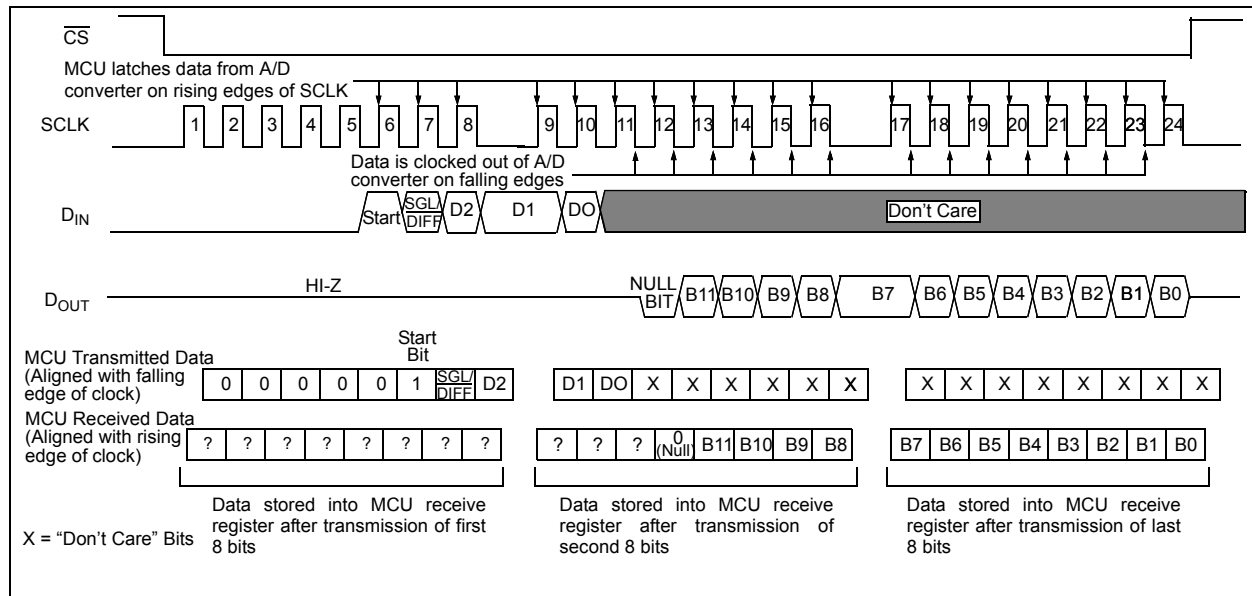 CS
MCU latches data from A/D
converter on rising edges of SCLK
SCLK
1 2 3 4 5 6 7 8 9 10 11 12 13 14 15 16 17 18 19 20 21 22 23 24
Data is clocked out of A/D
converter on falling edges
DIN
Start SGL/DIFF D2 D1 DO Don't Care
HI-Z
DOUT
NULL BIT B11 B10 B9 B8 B7 B6 B5 B4 B3 B2 B1 B0
Start
Bit
MCU Transmitted Data
(Aligned with falling
edge of clock)
0 0 0 0 0 1 SGL/DIFF D2 D1 DO X X X X X X X X X X X X X X
MCU Received Data
(Aligned with rising
edge of clock)
? ? ? ? ? ? ? ? ? ? ? 0 (Null) B11 B10 B9 B8 B7 B6 B5 B4 B3 B2 B1 B0
Data stored into MCU receive
register after transmission of first
8 bits
Data stored into MCU receive
register after transmission of
second 8 bits
Data stored into MCU receive
register after transmission of last
8 bits
X = “Don't Care” Bits